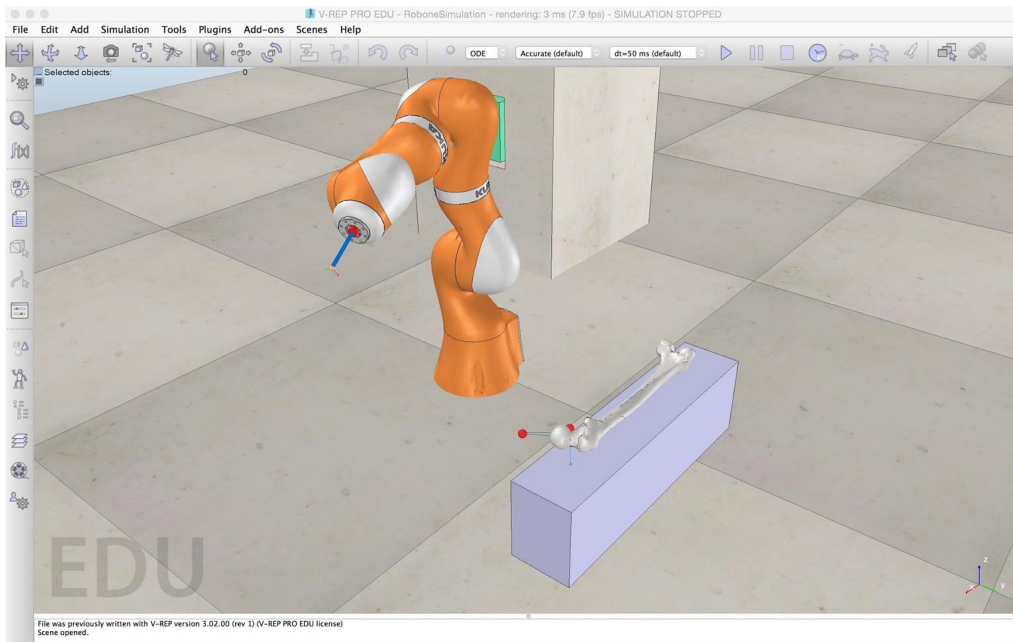 V-REP PRO EDU - RoboneSimulation - rendering: 3 ms (7.9 fps) - SIMULATION STOPPED
File Edit Add Simulation Tools Plugins Add-ons Scenes Help
ODE Accurate (default) dt=50 ms (default)
Selected objects: 0
f(x)
KUKA
KU
EDU
z
x y
File was previously written with V-REP version 3.02.00 (rev 1) (V-REP PRO EDU license)
Scene opened.